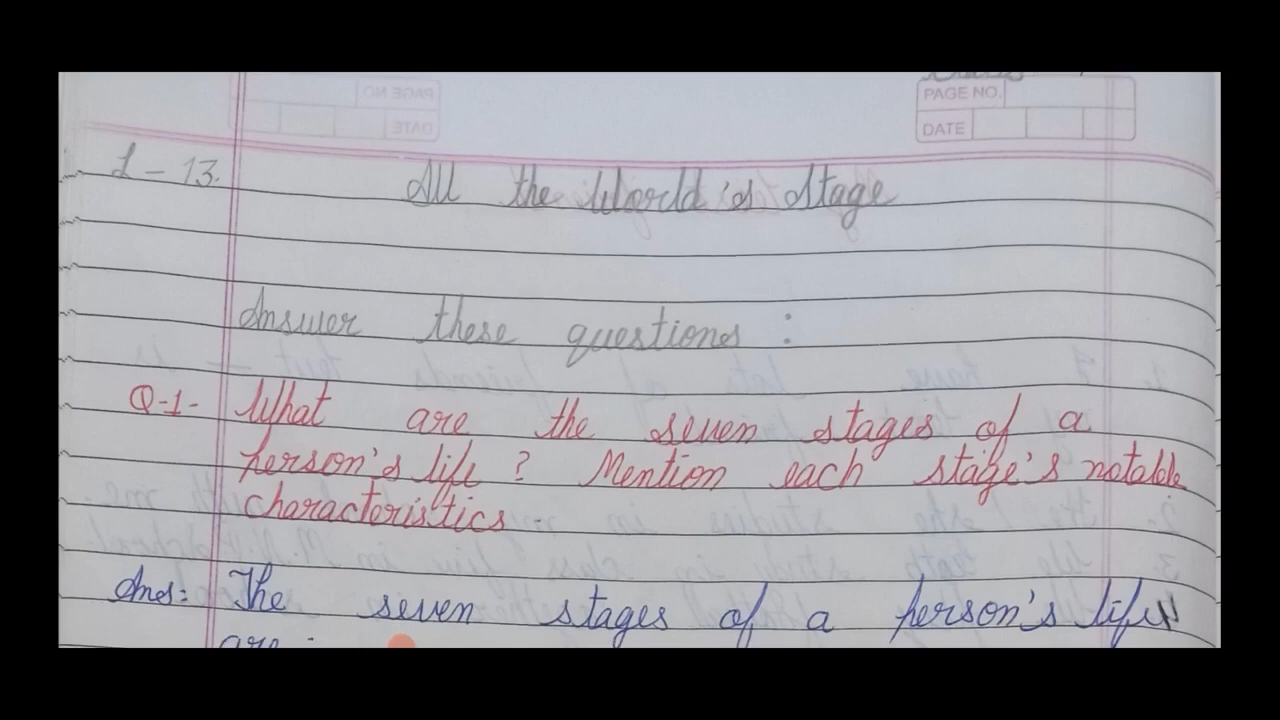 PAGE NO.
DATE
L - 13. All the World's Stage
Answer these questions :
Q-1- What are the seven stages of a
person's life ? Mention each stage's notable
characteristics.
Ans: The seven stages of a person's life
are :